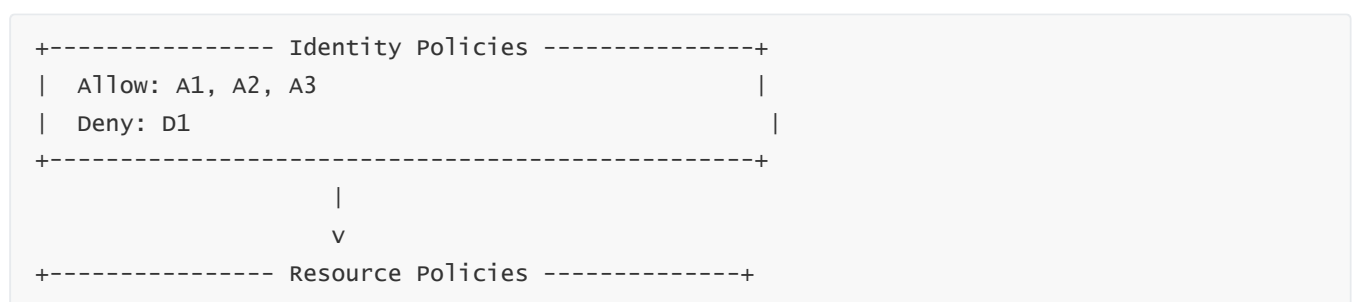 +---------------- Identity Policies ---------------+
|  Allow: A1, A2, A3                               |
|  Deny: D1                                         |
+--------------------------------------------------+
                     |
                     v
+---------------- Resource Policies --------------+